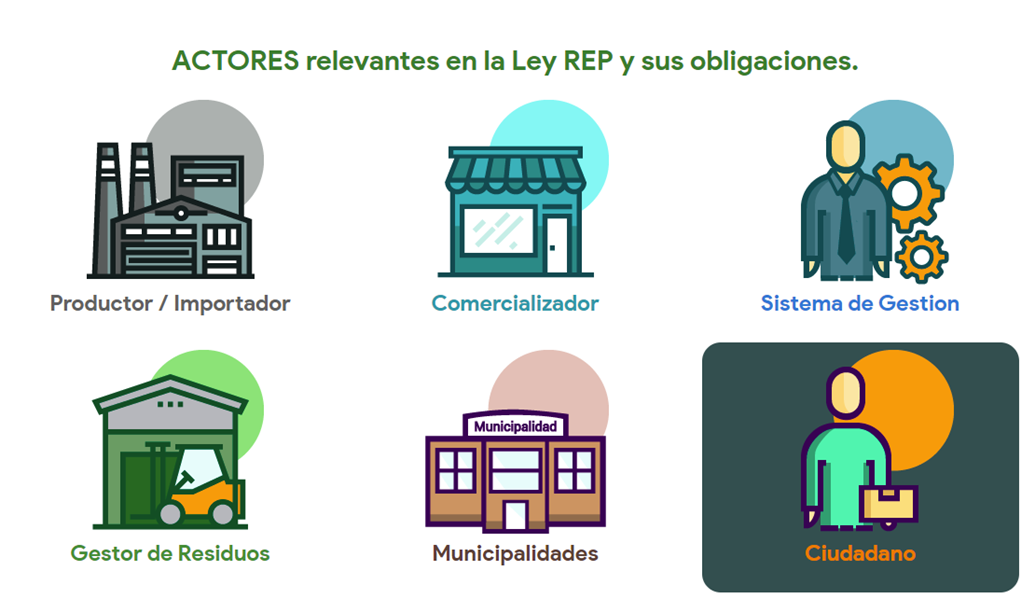 ACTORES relevantes en la Ley REP y sus obligaciones.
Productor / Importador
Comercializador
Sistema de Gestion
Municipalidad
Gestor de Residuos
Municipalidades
Ciudadano